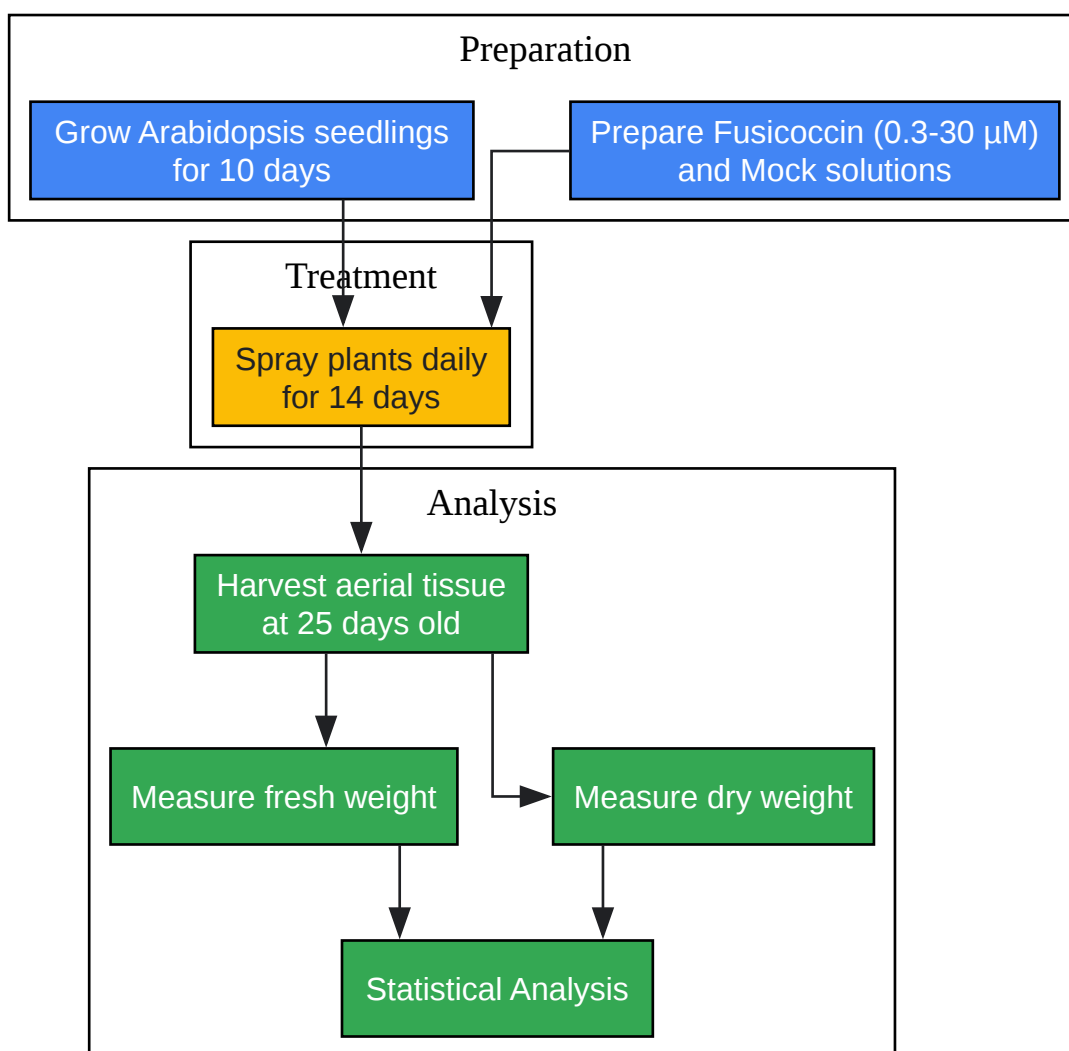 Preparation
Grow Arabidopsis seedlings
for 10 days
Prepare Fusicoccin (0.3-30 µM)
and Mock solutions
Treatment
Spray plants daily
for 14 days
Analysis
Harvest aerial tissue
at 25 days old
Measure fresh weight
Measure dry weight
Statistical Analysis